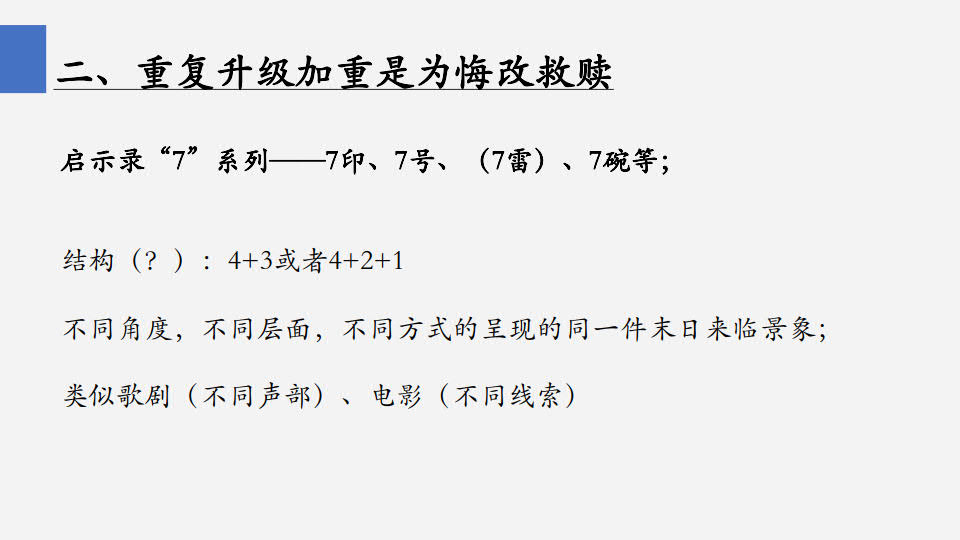 二、重复升级加重是为悔改救赎
启示录“7”系列——7印、7号、（7雷）、7碗等；
结构（？）：4+3或者4+2+1
不同角度，不同层面，不同方式的呈现的同一件末日来临景象；
类似歌剧（不同声部）、电影（不同线索）